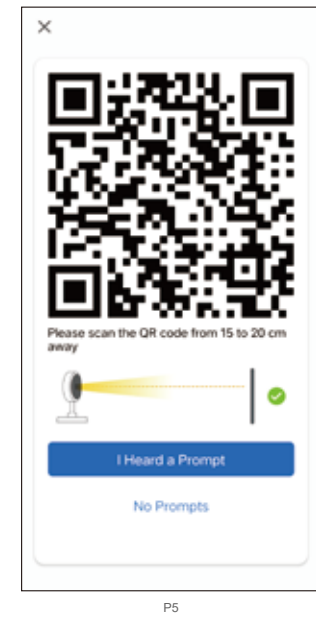 Please scan the QR code from 15 to 20 cm
away
I Heard a Prompt
No Prompts
P5